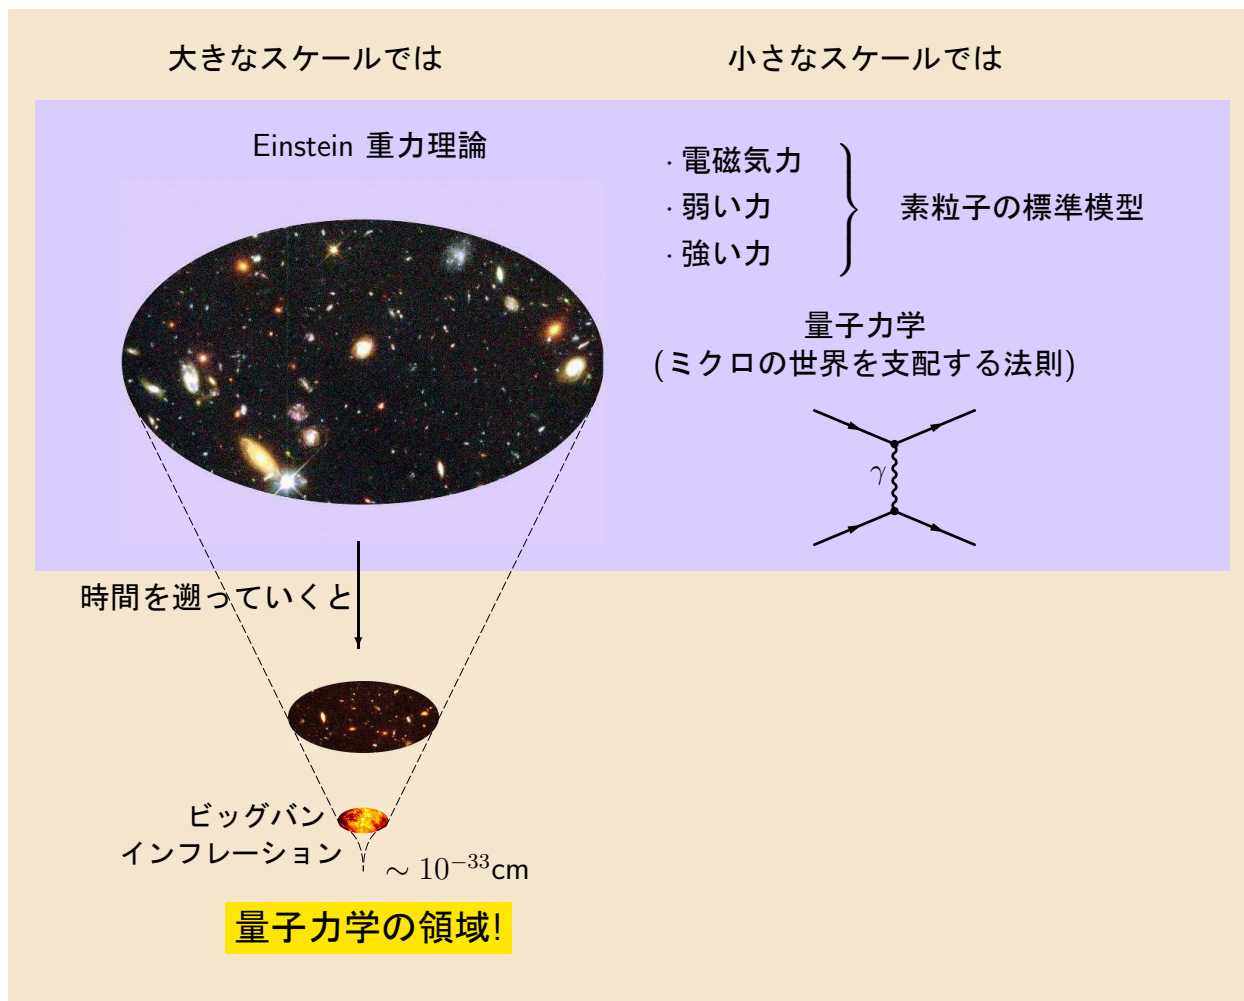 大きなスケールでは
小さなスケールでは
Einstein 重力理論
· 電磁気力
· 弱い力
· 強い力
素粒子の標準模型
量子力学
(ミクロの世界を支配する法則)
γ
時間を遡っていくと
ビッグバン
インフレーション
∼ 10⁻³³cm
量子力学の領域!